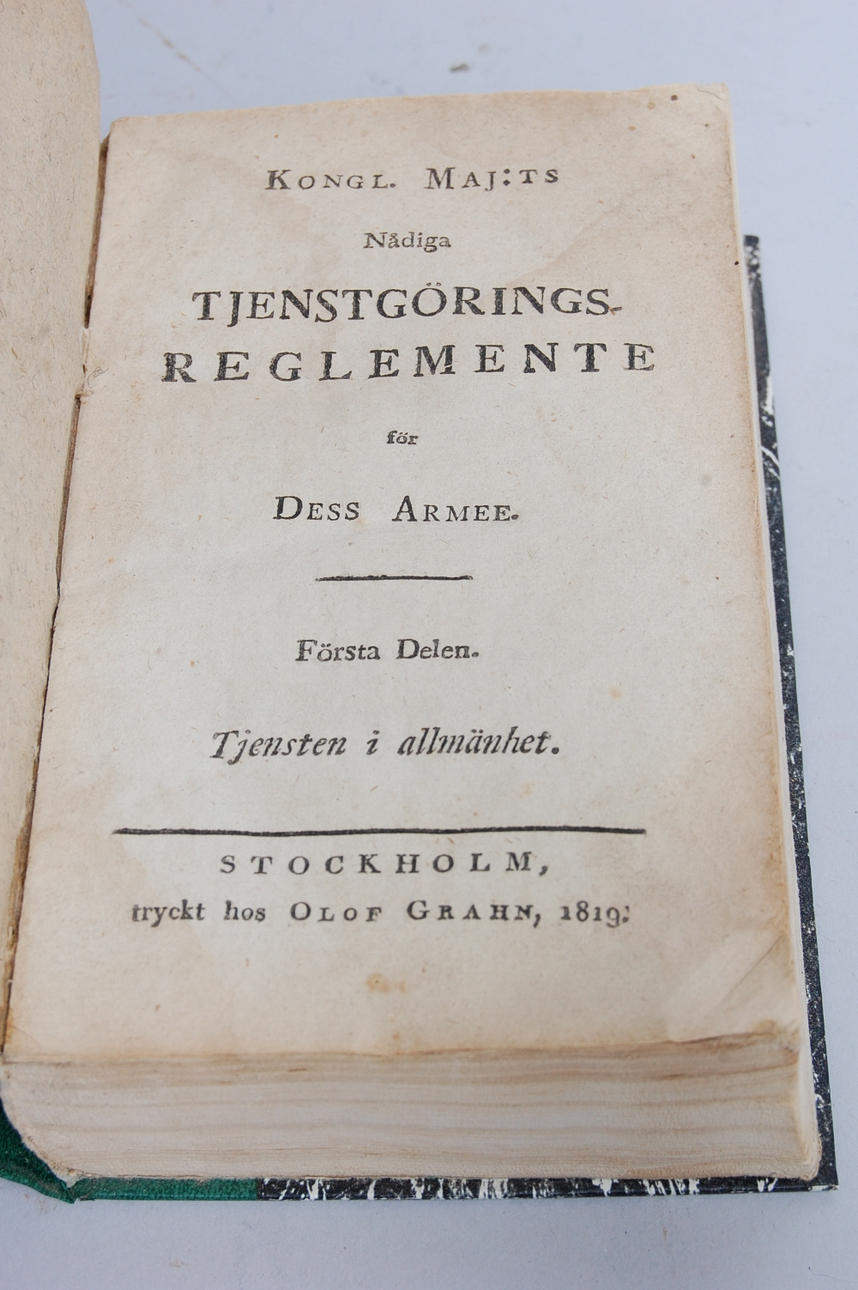 KONGL. MAJ:TS
Nådiga
TJENSTGÖRINGS-
REGLEMENTE
för
DESS ARMEE.
Första Delen.
Tjensten i allmänhet.
STOCKHOLM,
tryckt hos OLOF GRAHN, 1819.